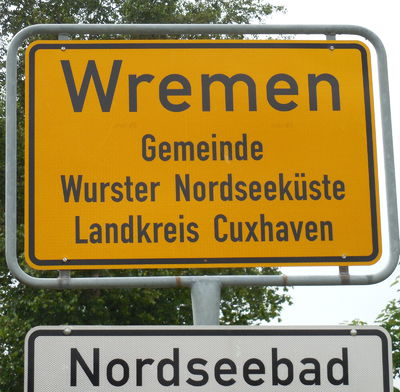 Wremen
Gemeinde
Wurster Nordseeküste
Landkreis Cuxhaven
Nordseebad